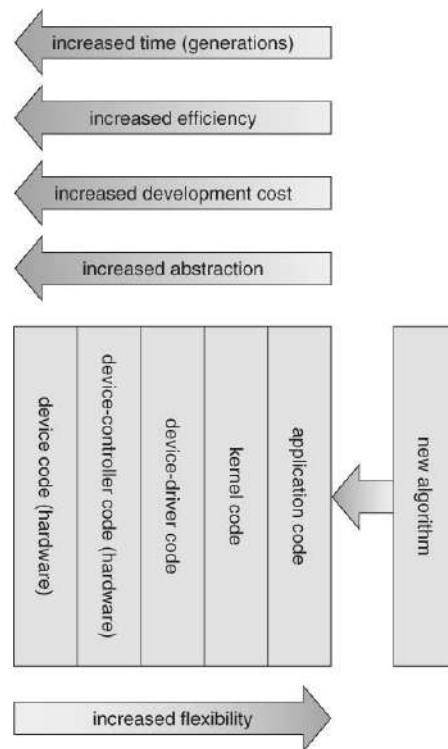 increased time (generations)
increased efficiency
increased development cost
increased abstraction
device code (hardware)
device-controller code (hardware)
device-driver code
kernel code
application code
new algorithm
increased flexibility